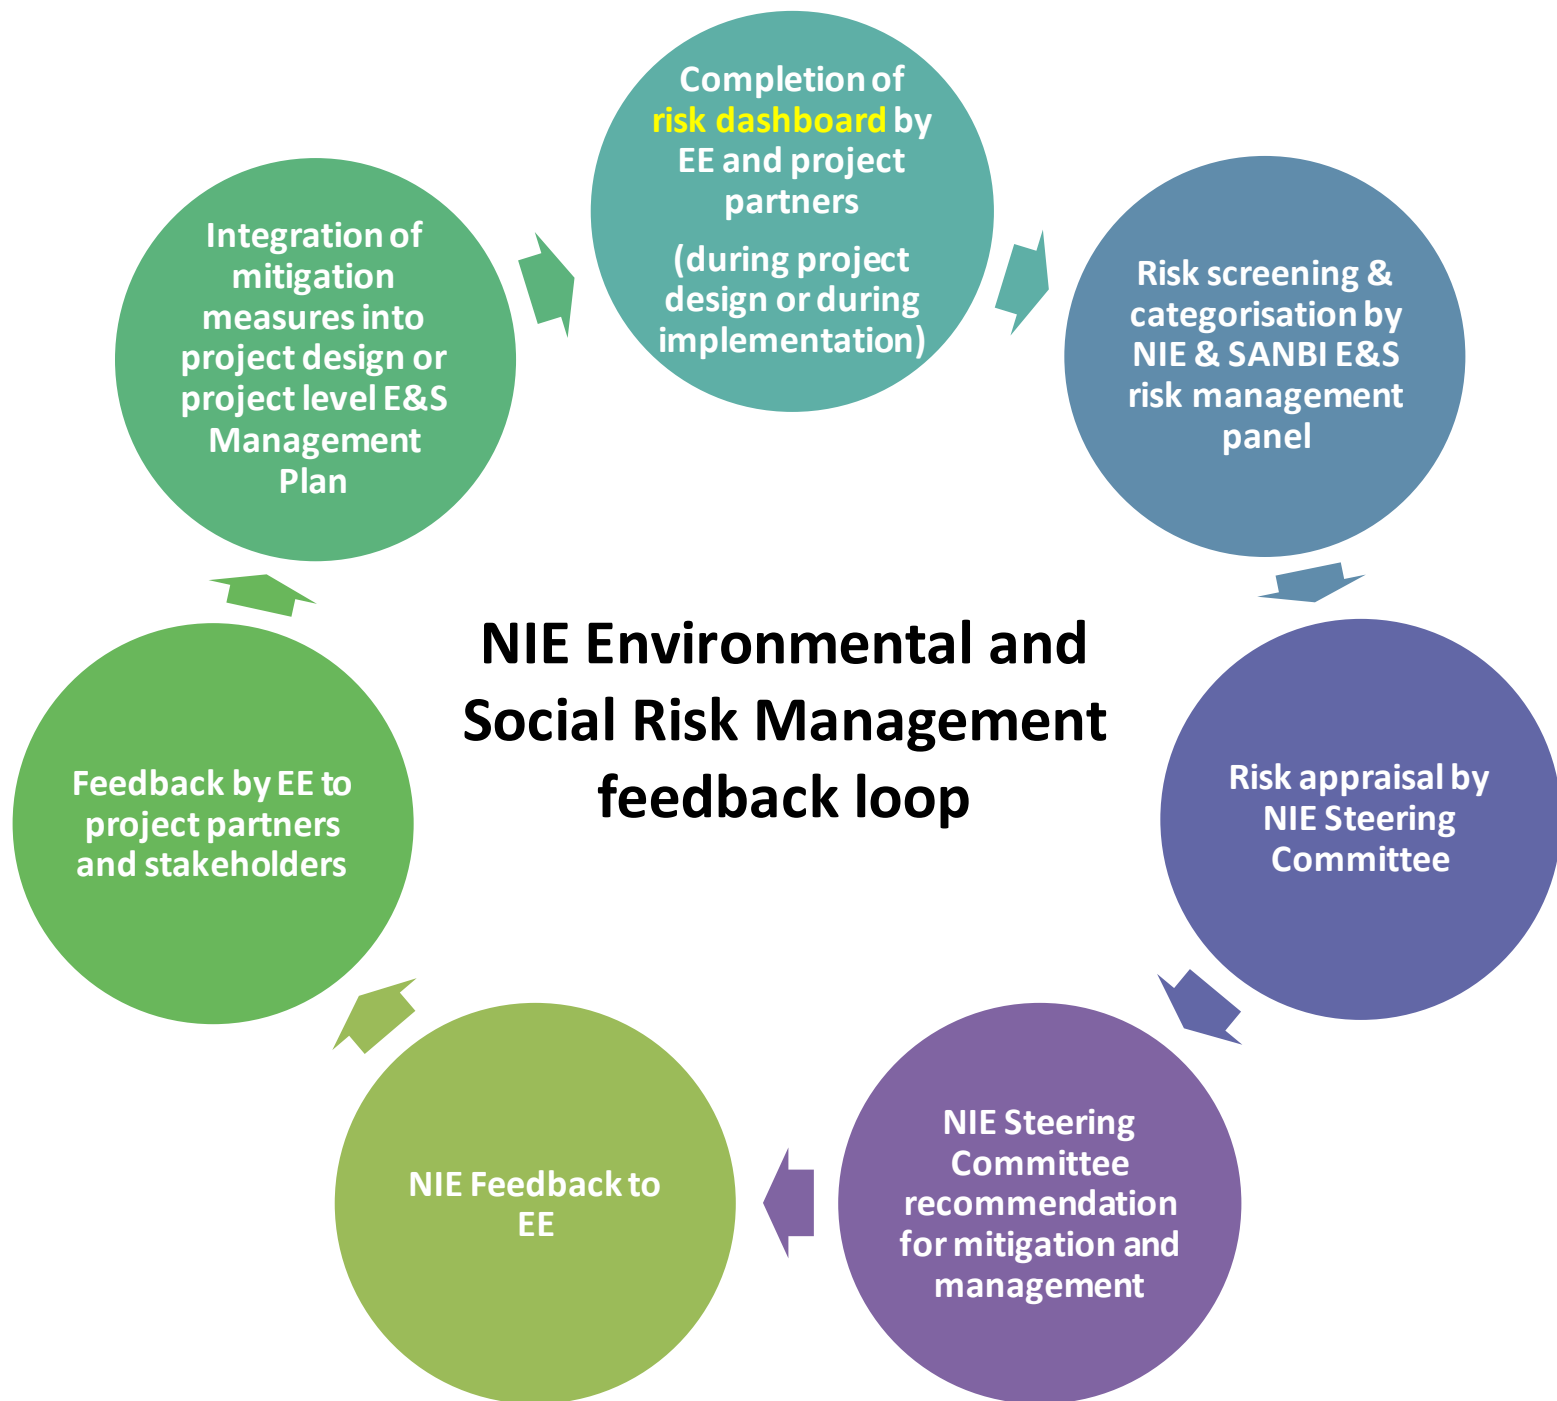 Completion of
risk dashboard by
EE and project
partners
(during project
design or during
implementation)
Risk screening &
categorisation by
NIE & SANBI E&S
risk management
panel
Risk appraisal by
NIE Steering
Committee
NIE Steering
Committee
recommendation
for mitigation and
management
NIE Feedback to
EE
Feedback by EE to
project partners
and stakeholders
Integration of
mitigation
measures into
project design or
project level E&S
Management
Plan
NIE Environmental and
Social Risk Management
feedback loop